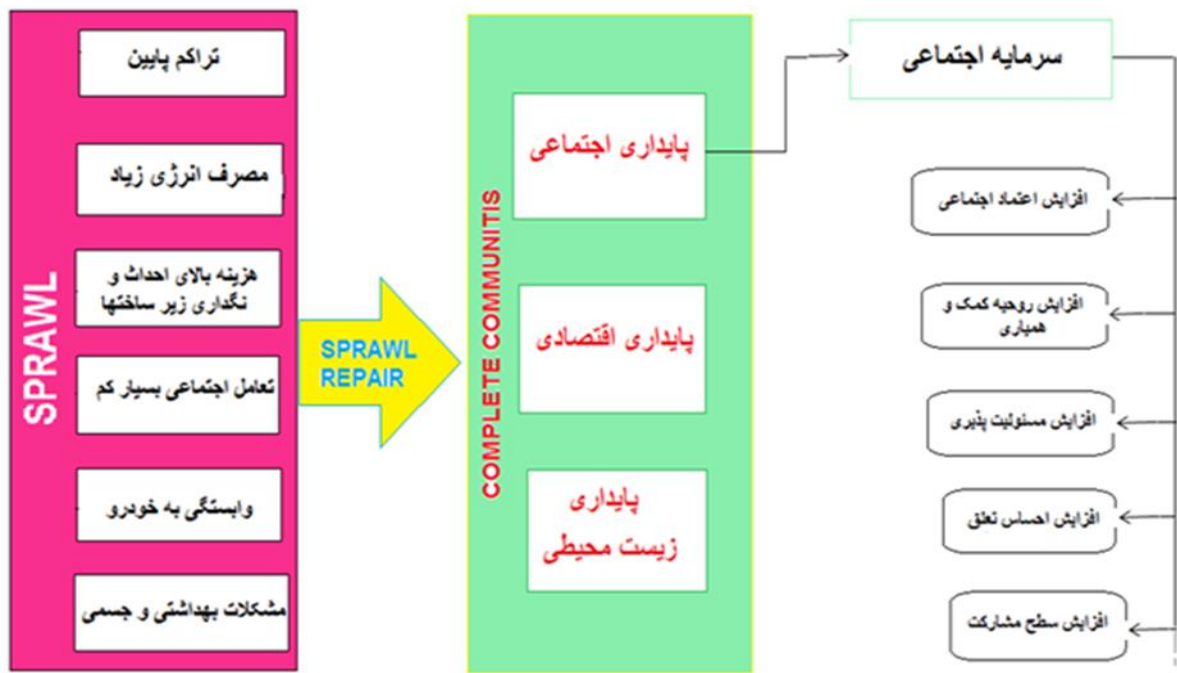 SPRAWL
تراکم پایین
مصرف انرژی زیاد
هزینه بالای احداث و
نگداری زیر ساختها
تعامل اجتماعی بسیار کم
وابستگی به خودرو
مشکلات بهداشتی و جسمی
SPRAWL
REPAIR
COMPLETE COMMUNITIS
پایداری اجتماعی
پایداری اقتصادی
پایداری
زیست محیطی
سرمایه اجتماعی
افزایش اعتماد اجتماعی
افزایش روحیه کمک و
همیاری
افزایش مسئولیت پذیری
افزایش احساس تعلق
افزایش سطح مشارکت